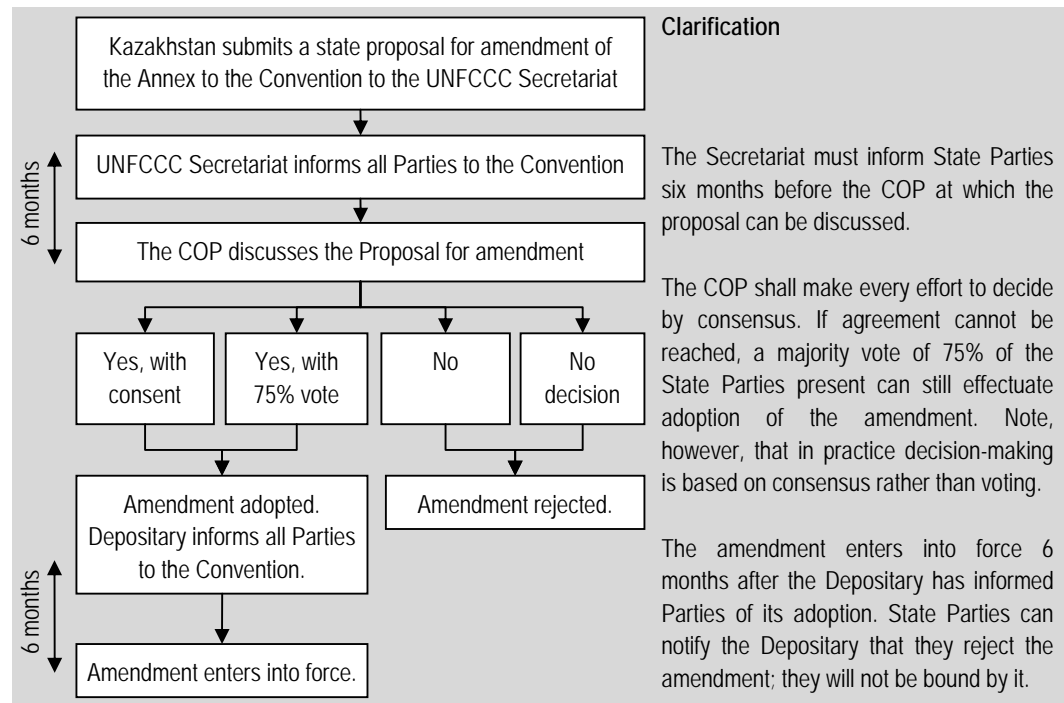 Kazakhstan submits a state proposal for amendment of
the Annex to the Convention to the UNFCCC Secretariat
6 months
UNFCCC Secretariat informs all Parties to the Convention
The COP discusses the Proposal for amendment
Yes, with
consent
Yes, with
75% vote
No
No
decision
Amendment adopted.
Depositary informs all Parties
to the Convention.
Amendment rejected.
6 months
Amendment enters into force.
Clarification
The Secretariat must inform State Parties
six months before the COP at which the
proposal can be discussed.
The COP shall make every effort to decide
by consensus. If agreement cannot be
reached, a majority vote of 75% of the
State Parties present can still effectuate
adoption of the amendment. Note,
however, that in practice decision-making
is based on consensus rather than voting.
The amendment enters into force 6
months after the Depositary has informed
Parties of its adoption. State Parties can
notify the Depositary that they reject the
amendment; they will not be bound by it.